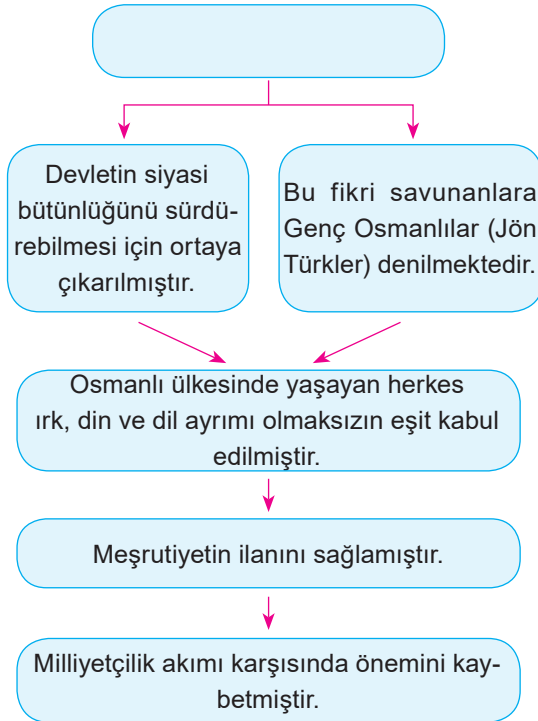 Devletin siyasi
bütünlüğünü sürdü-
rebilmesi için ortaya
çıkarılmıştır.
Bu fikri savunanlara
Genç Osmanlılar (Jön
Türkler) denilmektedir.
Osmanlı ülkesinde yaşayan herkes
ırk, din ve dil ayrımı olmaksızın eşit kabul
edilmiştir.
Meşrutiyetin ilanını sağlamıştır.
Milliyetçilik akımı karşısında önemini kay-
betmiştir.